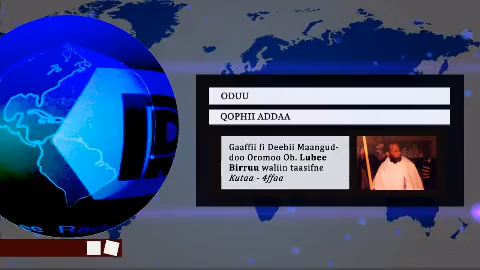 ODUU
QOPHII ADDAA
Gaaffii fi Deebii Maangud-
doo Oromoo Ob. Lubee
Birruu waliin taasifne
Kutaa - 4ffaa